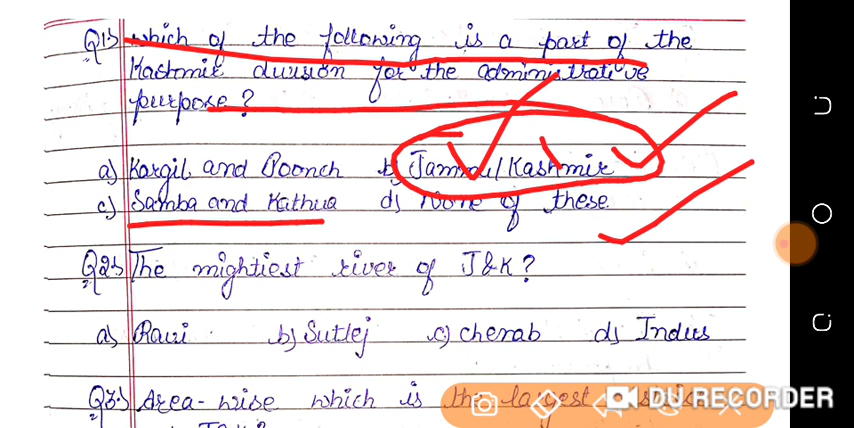 Q1) which of the following is a part of the
Kashmir division for the administrative
purpose?
a) Kargil and Poonch b) Jammu/Kashmir
c) Samba and Kathua d) None of these
Q2) The mightiest river of J&K?
a) Ravi b) Sutlej c) chenab d) Indus
Q3) Area-wise which is the largest
DU RECORDER